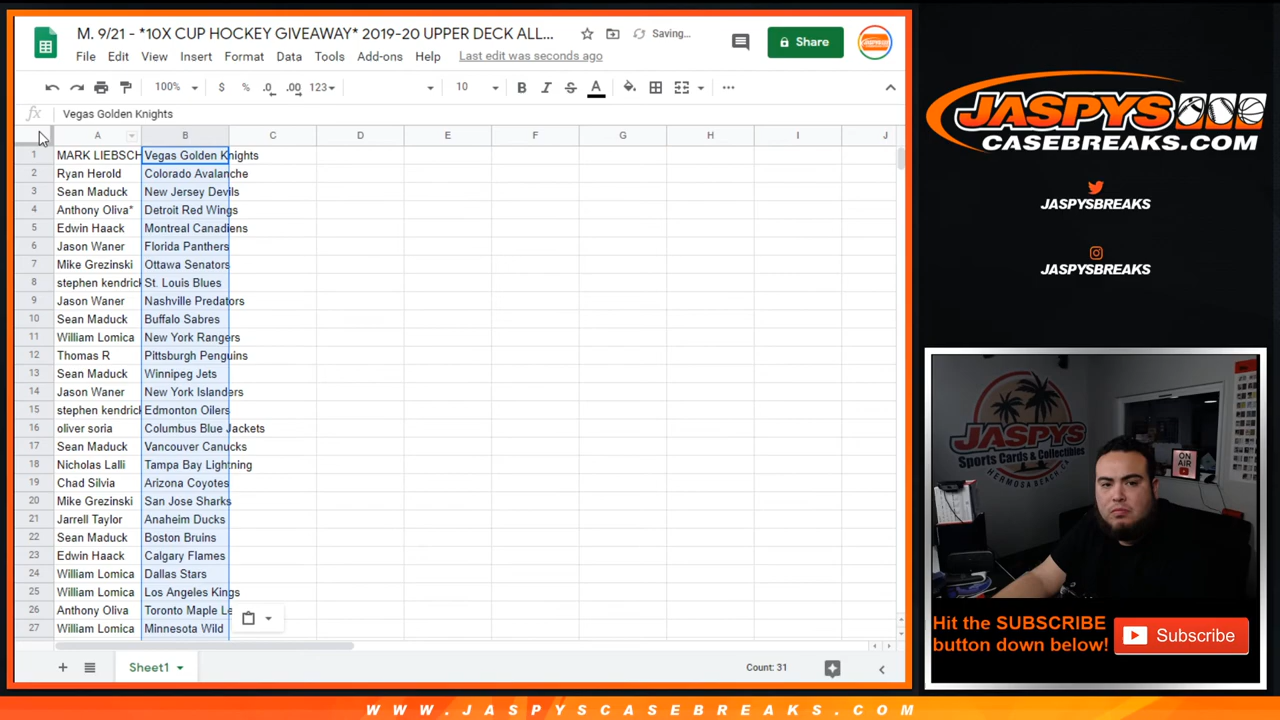 M. 9/21 - *10X CUP HOCKEY GIVEAWAY* 2019-20 UPPER DECK ALL...
Saving...
Share
File Edit View Insert Format Data Tools Add-ons Help Last edit was seconds ago
100% $ % .0 .00 123 10 B I S A
fx Vegas Golden Knights
A B C D E F G H I J
1 MARK LIEBSCH Vegas Golden Knights
2 Ryan Herold Colorado Avalanche
3 Sean Maduck New Jersey Devils
4 Anthony Oliva* Detroit Red Wings
5 Edwin Haack Montreal Canadiens
6 Jason Waner Florida Panthers
7 Mike Grezinski Ottawa Senators
8 stephen kendrick St. Louis Blues
9 Jason Waner Nashville Predators
10 Sean Maduck Buffalo Sabres
11 William Lomica New York Rangers
12 Thomas R Pittsburgh Penguins
13 Sean Maduck Winnipeg Jets
14 Jason Waner New York Islanders
15 stephen kendrick Edmonton Oilers
16 oliver soria Columbus Blue Jackets
17 Sean Maduck Vancouver Canucks
18 Nicholas Lalli Tampa Bay Lightning
19 Chad Silvia Arizona Coyotes
20 Mike Grezinski San Jose Sharks
21 Jarrell Taylor Anaheim Ducks
22 Sean Maduck Boston Bruins
23 Edwin Haack Calgary Flames
24 William Lomica Dallas Stars
25 William Lomica Los Angeles Kings
26 Anthony Oliva Toronto Maple Le
27 William Lomica Minnesota Wild
Sheet1
Count: 31
JASPYS
CASEBREAKS.COM
JASPYSBREAKS
JASPYSBREAKS
JASPYS
Sports Cards & Collectibles
HERMOSA BEACH, CA
ON AIR
Hit the SUBSCRIBE
button down below!
Subscribe
WWW.JASPYSCASEBREAKS.COM